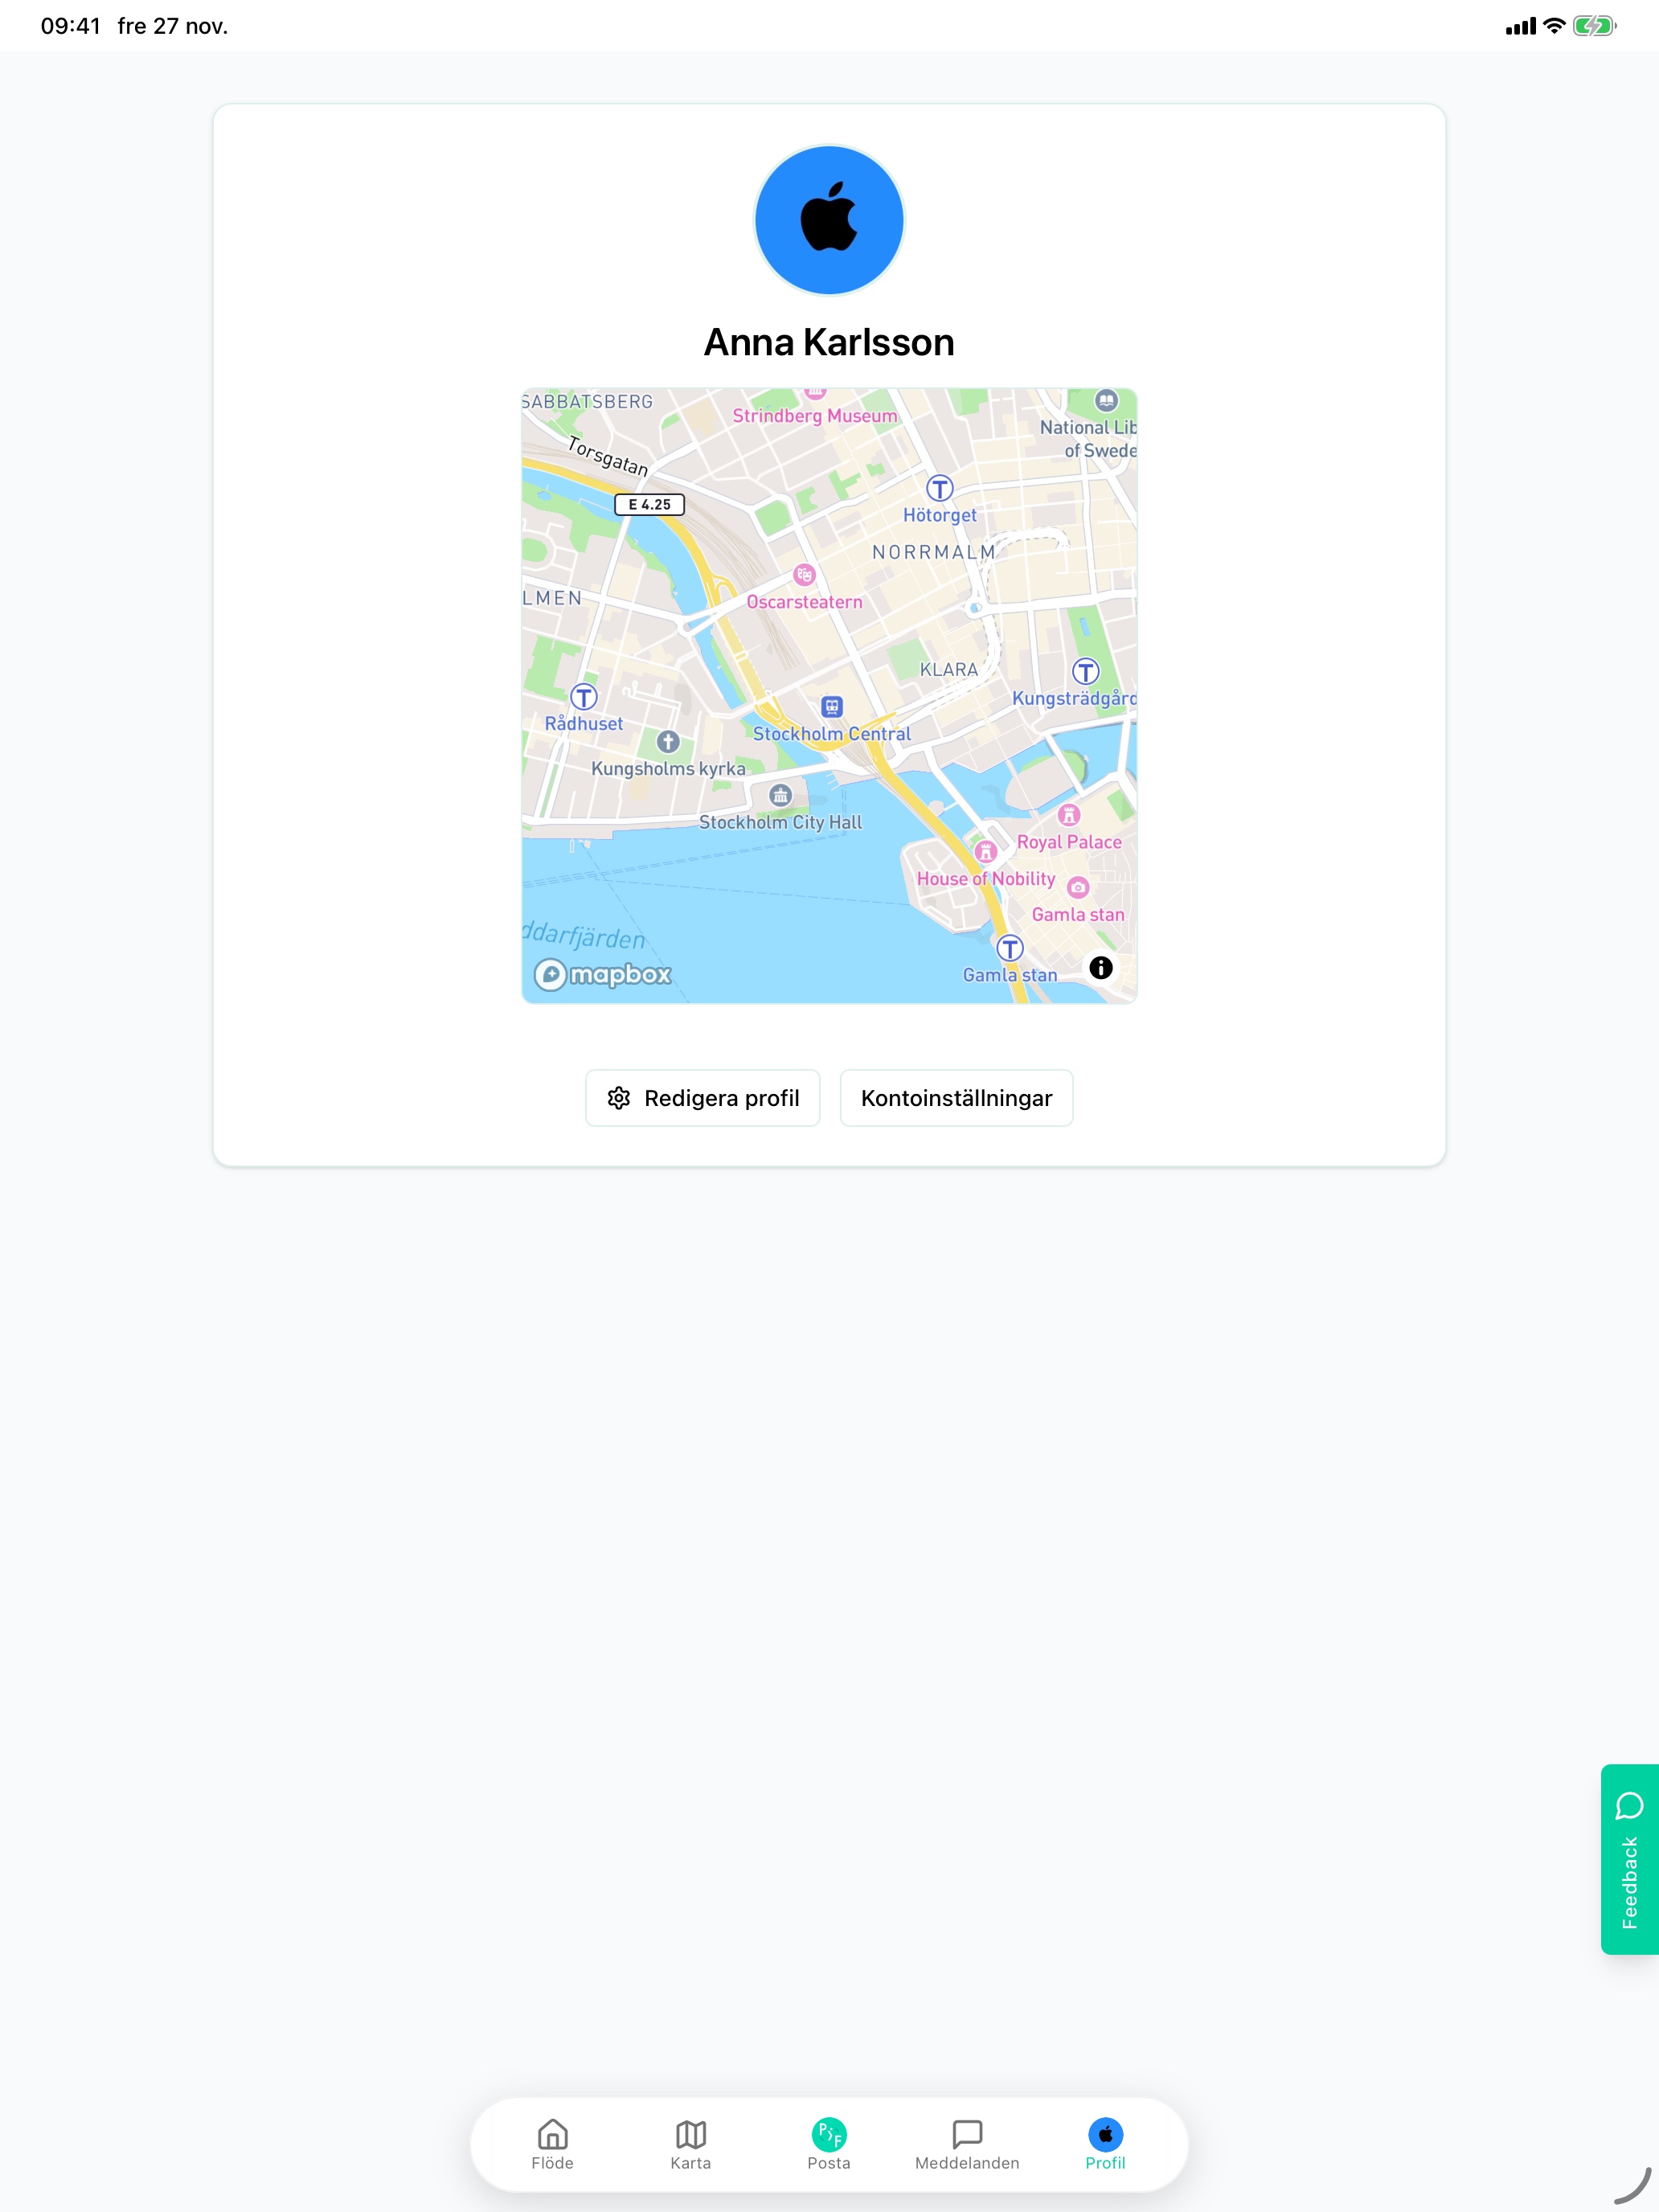 09:41 fre 27 nov.
Anna Karlsson
SABBATSBERG
Strindberg Museum
National Lib
of Swede
Torsgatan
E 4.25
Hötorget
NORRMALM
Oscarsteatern
LMEN
KLARA
Kungsträdgård
Rådhuset
Stockholm Central
Kungsholms kyrka
Stockholm City Hall
Royal Palace
House of Nobility
Gamla stan
ddarfjärden
Gamla stan
mapbox
Redigera profil
Kontoinställningar
Feedback
PiF
Flöde
Karta
Posta
Meddelanden
Profil